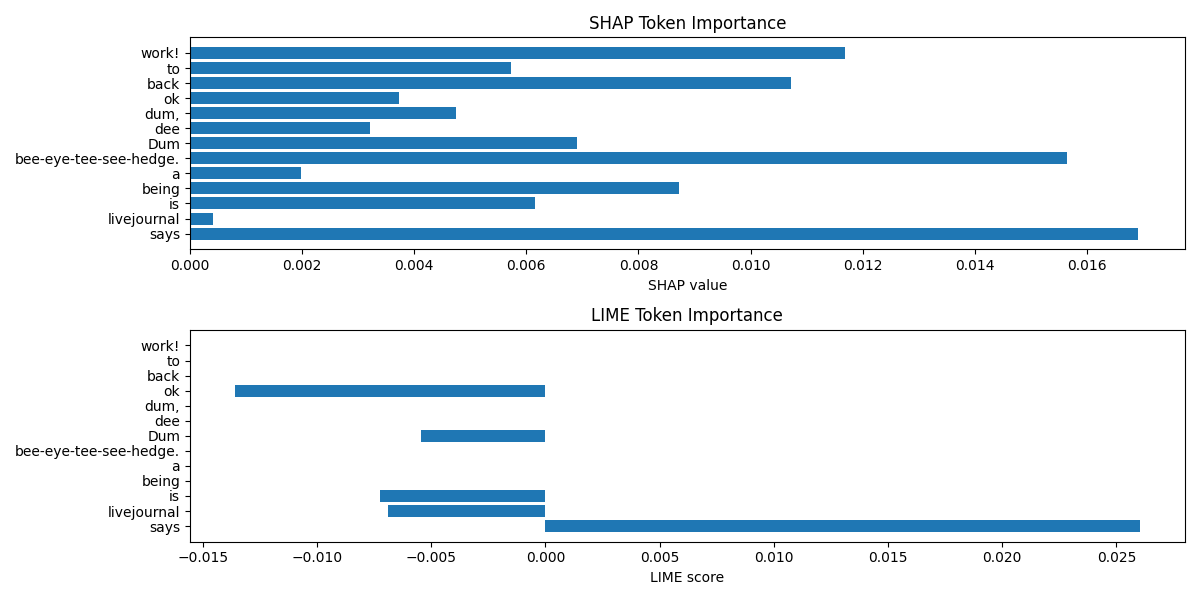 SHAP Token Importance
work!
to
back
ok
dum,
dee
Dum
bee-eye-tee-see-hedge.
a
being
is
livejournal
says
0.000 0.002 0.004 0.006 0.008 0.010 0.012 0.014 0.016
SHAP value
LIME Token Importance
work!
to
back
ok
dum,
dee
Dum
bee-eye-tee-see-hedge.
a
being
is
livejournal
says
−0.015 −0.010 −0.005 0.000 0.005 0.010 0.015 0.020 0.025
LIME score